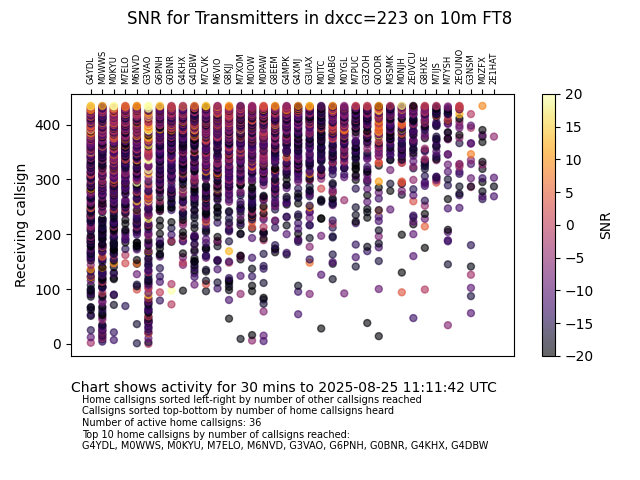 SNR for Transmitters in dxcc=223 on 10m FT8
G4YDL M0WWS M0KYU M7ELO M6NVD G3VAO G6PNH G0BNR G4KHX G4DBW M7CVK M6VIO G8KJJ M7XOM M0IOW M0PAW G8EEM G4MPK G4XMJ G3UAX M0ITC M0ABG M0YGL M7PUC G3ZOH G0ODR M3SMK M0NJH 2E0VCU G8HXE M7IJS M7YSH 2E0UNO G3NSM M0ZFX 2E1HAT
400
300
200
100
0
Receiving callsign
20
15
10
5
0
−5
−10
−15
−20
SNR
Chart shows activity for 30 mins to 2025-08-25 11:11:42 UTC
Home callsigns sorted left-right by number of other callsigns reached
Callsigns sorted top-bottom by number of home callsigns heard
Number of active home callsigns: 36
Top 10 home callsigns by number of callsigns reached:
G4YDL, M0WWS, M0KYU, M7ELO, M6NVD, G3VAO, G6PNH, G0BNR, G4KHX, G4DBW